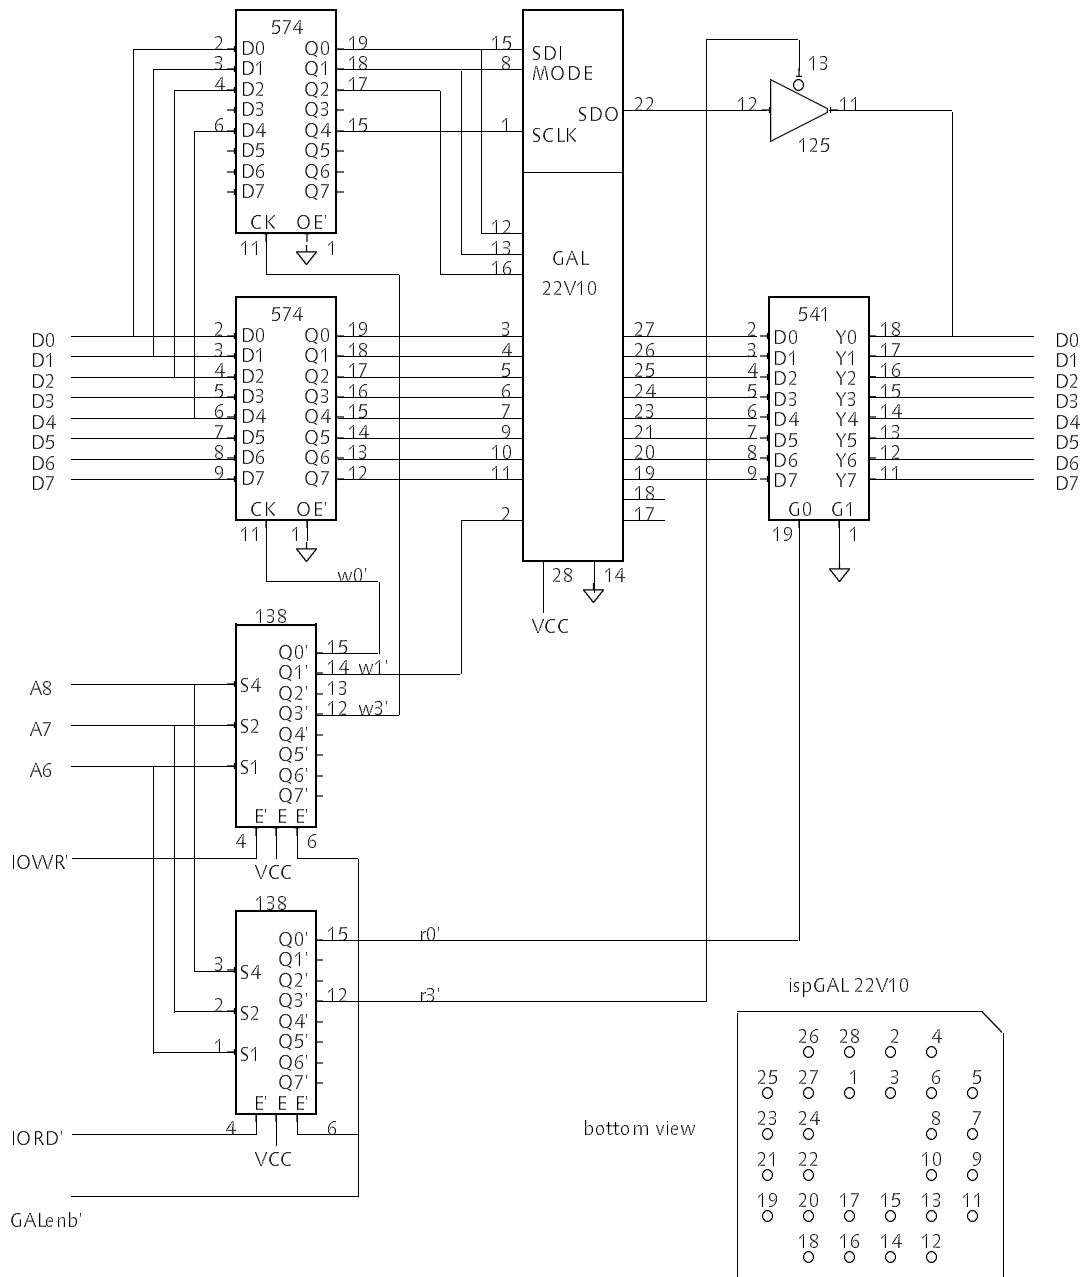 574
2 D0 Q0 19 15 SDI
3 D1 Q1 18 8 MODE 13
4 D2 Q2 17
D3 Q3 SDO 22 12 11
6 D4 Q4 15 1 SCLK 125
D5 Q5
D6 Q6
D7 Q7
CK OE' 12
11 1 13 GAL
16 22V10
574 541
D0 2 D0 Q0 19 3 27 2 D0 Y0 18 D0
D1 3 D1 Q1 18 4 26 3 D1 Y1 17 D1
D2 4 D2 Q2 17 5 25 4 D2 Y2 16 D2
D3 5 D3 Q3 16 6 24 5 D3 Y3 15 D3
D4 6 D4 Q4 15 7 23 6 D4 Y4 14 D4
D5 7 D5 Q5 14 9 21 7 D5 Y5 13 D5
D6 8 D6 Q6 13 10 20 8 D6 Y6 12 D6
D7 9 D7 Q7 12 11 19 9 D7 Y7 11 D7
18
CK OE' 2 17 G0 G1
11 1 19 1
w0' 28 14
138 VCC
Q0' 15
Q1' 14 w1'
A8 S4 Q2' 13
Q3' 12 w3'
A7 S2 Q4'
Q5'
A6 S1 Q6'
Q7'
E' E E'
4 6
IOWR' VCC
138
Q0' 15 r0'
Q1'
3 S4 Q2'
Q3' 12 r3'
2 S2 Q4'
Q5'
1 S1 Q6'
Q7'
E' E E'
IORD' 4 6
VCC
GALenb'
ispGAL 22V10
26 28 2 4
25 27 1 3 6 5
bottom view
23 24 8 7
21 22 10 9
19 20 17 15 13 11
18 16 14 12